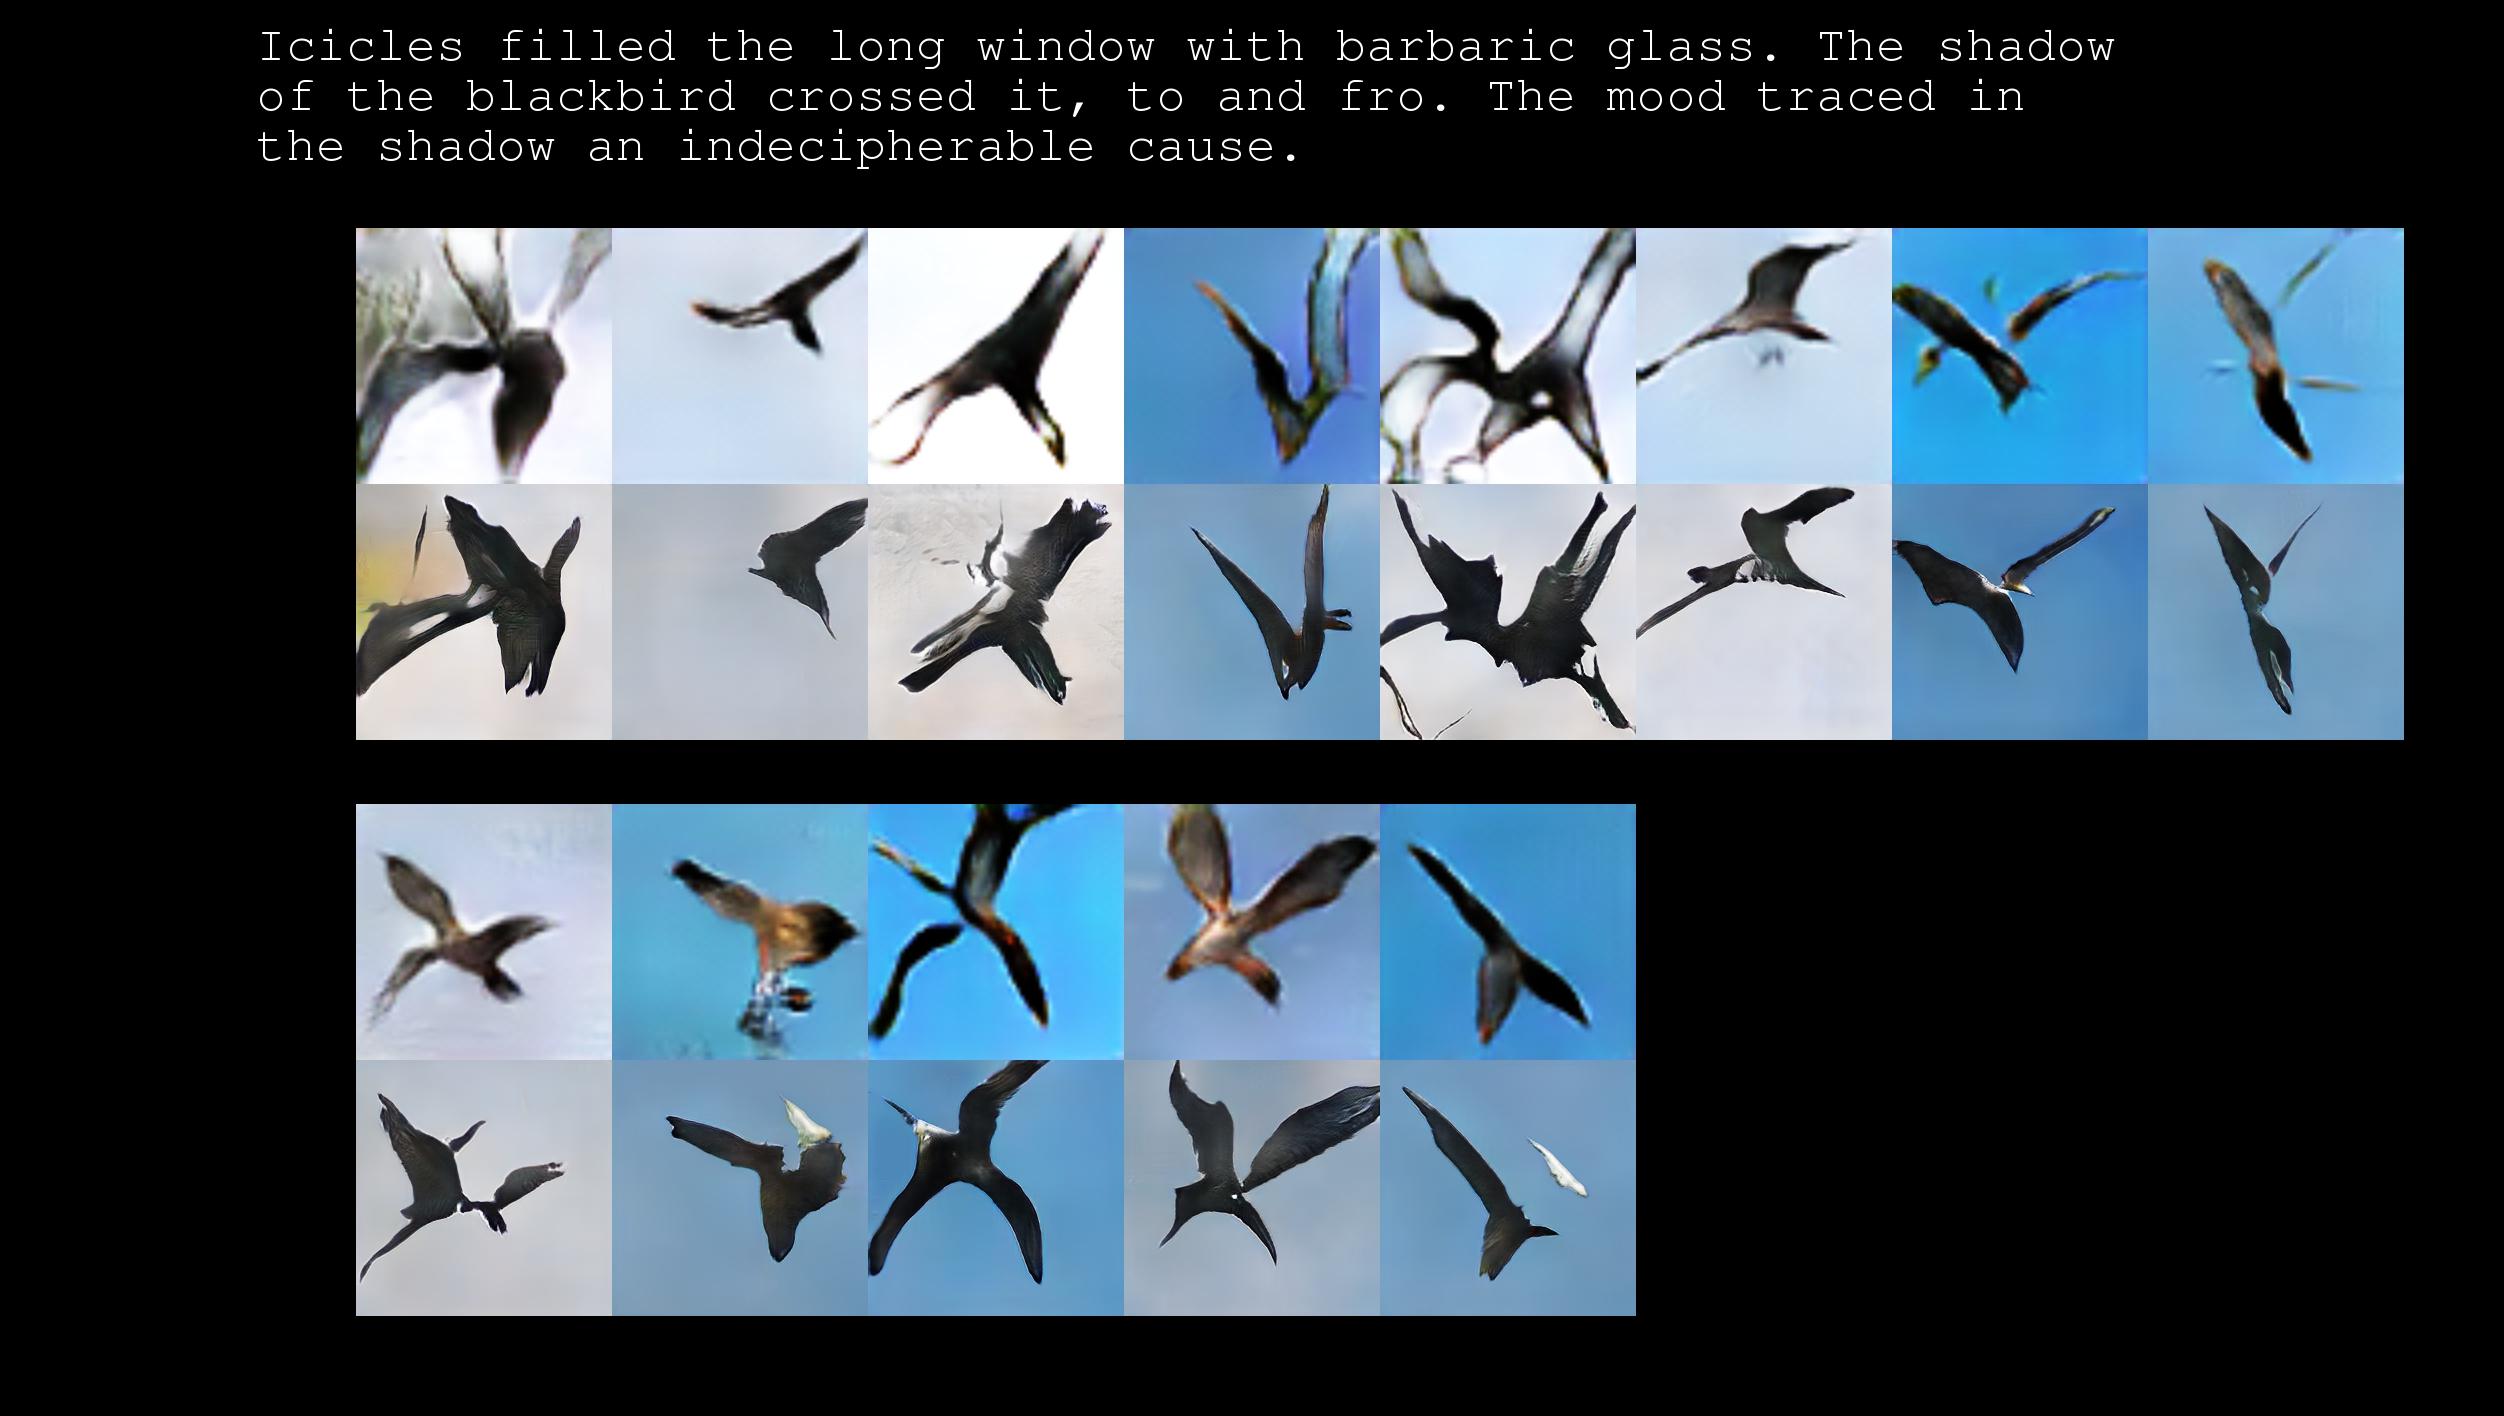 Icicles filled the long window with barbaric glass. The shadow
of the blackbird crossed it, to and fro. The mood traced in
the shadow an indecipherable cause.